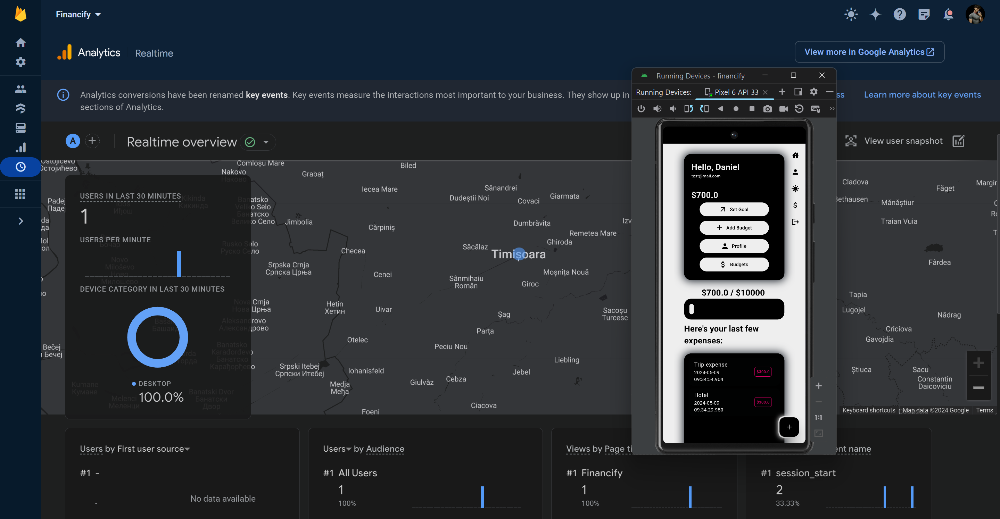 Financify
Analytics
Realtime
View more in Google Analytics
Analytics conversions have been renamed key events. Key events measure the interactions most important to your business. They show up in
sections of Analytics.
Learn more about key events
A
Realtime overview
View user snapshot
USERS IN LAST 30 MINUTES
1
USERS PER MINUTE
DEVICE CATEGORY IN LAST 30 MINUTES
DESKTOP
100.0%
Остојићево
Comloșu Mare
Nakovo
Наково
Biled
Grabaț
Iecea Mare
Sânandrei
Dudeștii Noi
Covaci
Giarmata
Kikinda
Кикинда
Иђош
Banatsko
Veliko Selo
Банатско
Велико Село
Jimbolia
Cărpiniș
Dumbrăvița
Remetea Mare
Ghiroda
Săcălaz
Timișoara
Checea
Rusko Selo
Руско Село
Novo
Miloševo
Ново
Милошево
Бочар
Srpska Crnja
Српска Црња
Cenei
Sânmihaiu
Român
Moșnița Nouă
Giroc
Nova Crnja
Нова Црња
Hetin
Хетин
Uivar
Șag
Sacoșu
Turcesc
Aleksandrovo
Александрово
Parța
Otelec
Peciu Nou
Bečej
Бечеј
Banatsko
Karađorđevo
Банатско
Карађорђево
Srpski Itebej
Српски Итебеј
Iohanisfeld
Liebling
Jebel
Giulvăz
Cebza
Medja
Међа
Kumane
Кумане
Melenci
Меленци
Banatski Dvor
Банатски
Двор
Foeni
Ciacova
Cladova
Făget
Bethausen
Mănăștiur
Traian Vuia
Fârdea
Tapia
Lugojel
Nădrag
Criciova
Gavojdia
Știuca
Sacu
Constantin
Daicoviciu
Keyboard shortcuts
Map data ©2024 Google
Terms
Running Devices - financify
Running Devices:
Pixel 6 API 33
Hello, Daniel
test@mail.com
$700.0
Set Goal
Add Budget
Profile
Budgets
$700.0 / $10000
Here's your last few
expenses:
Trip expense
2024-05-09
09:34:54.904
$300.0
Hotel
2024-05-09
09:34:29.950
$300.0
+
1:1
Users by First user source
#1 -
-
No data available
Users by Audience
#1 All Users
1
100%
Views by Page ti
#1 Financify
1
100%
nt name
#1 session_start
2
33.33%